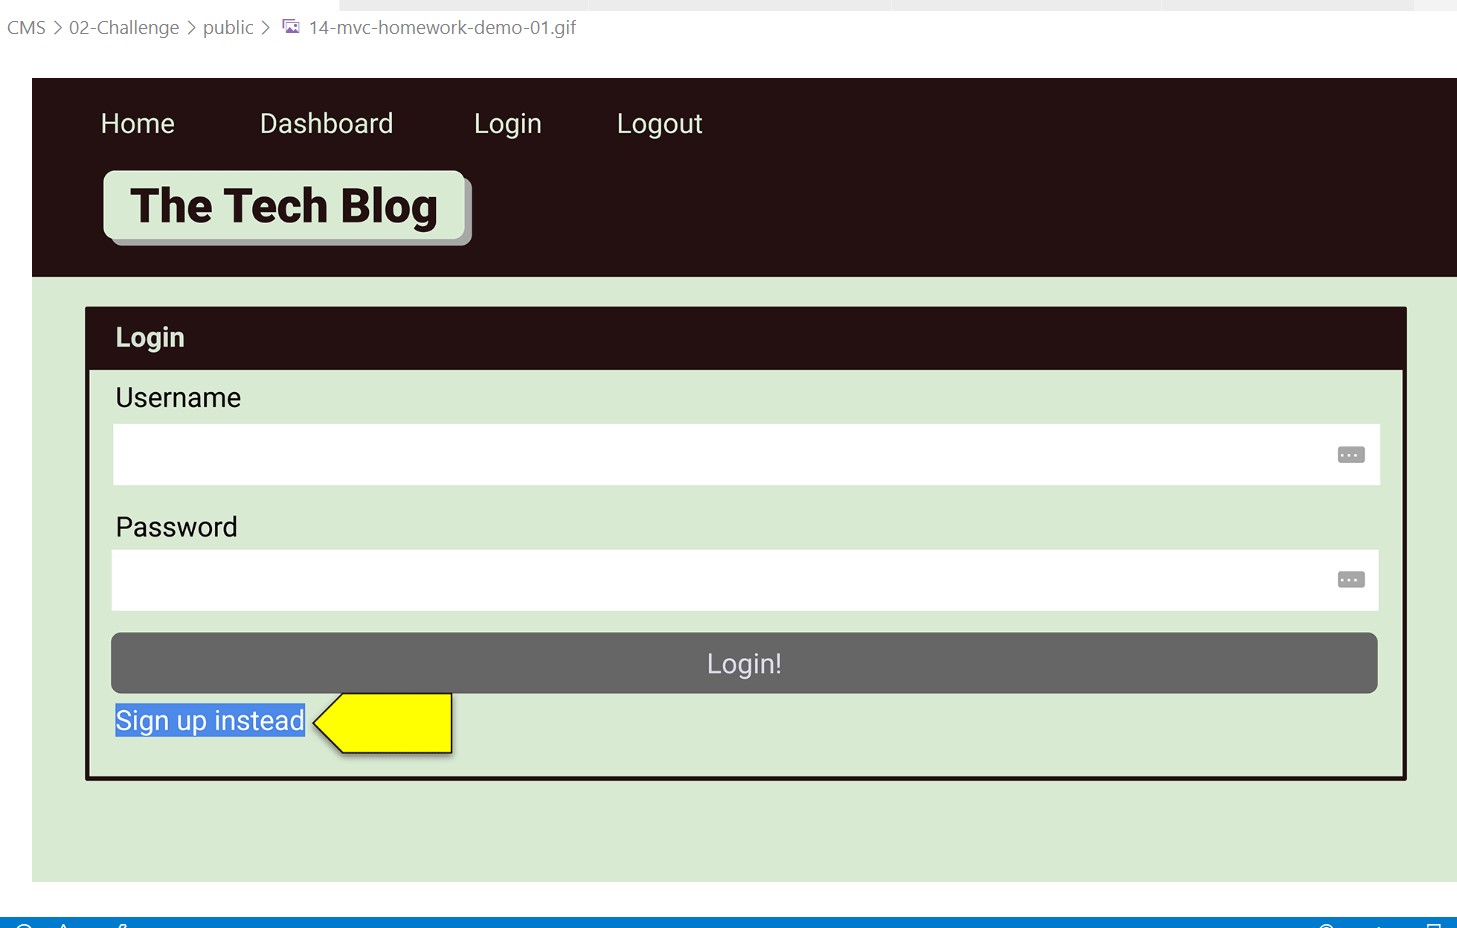 CMS > 02-Challenge > public > 14-mvc-homework-demo-01.gif
Home Dashboard Login Logout
The Tech Blog
Login
Username
Password
Login!
Sign up instead